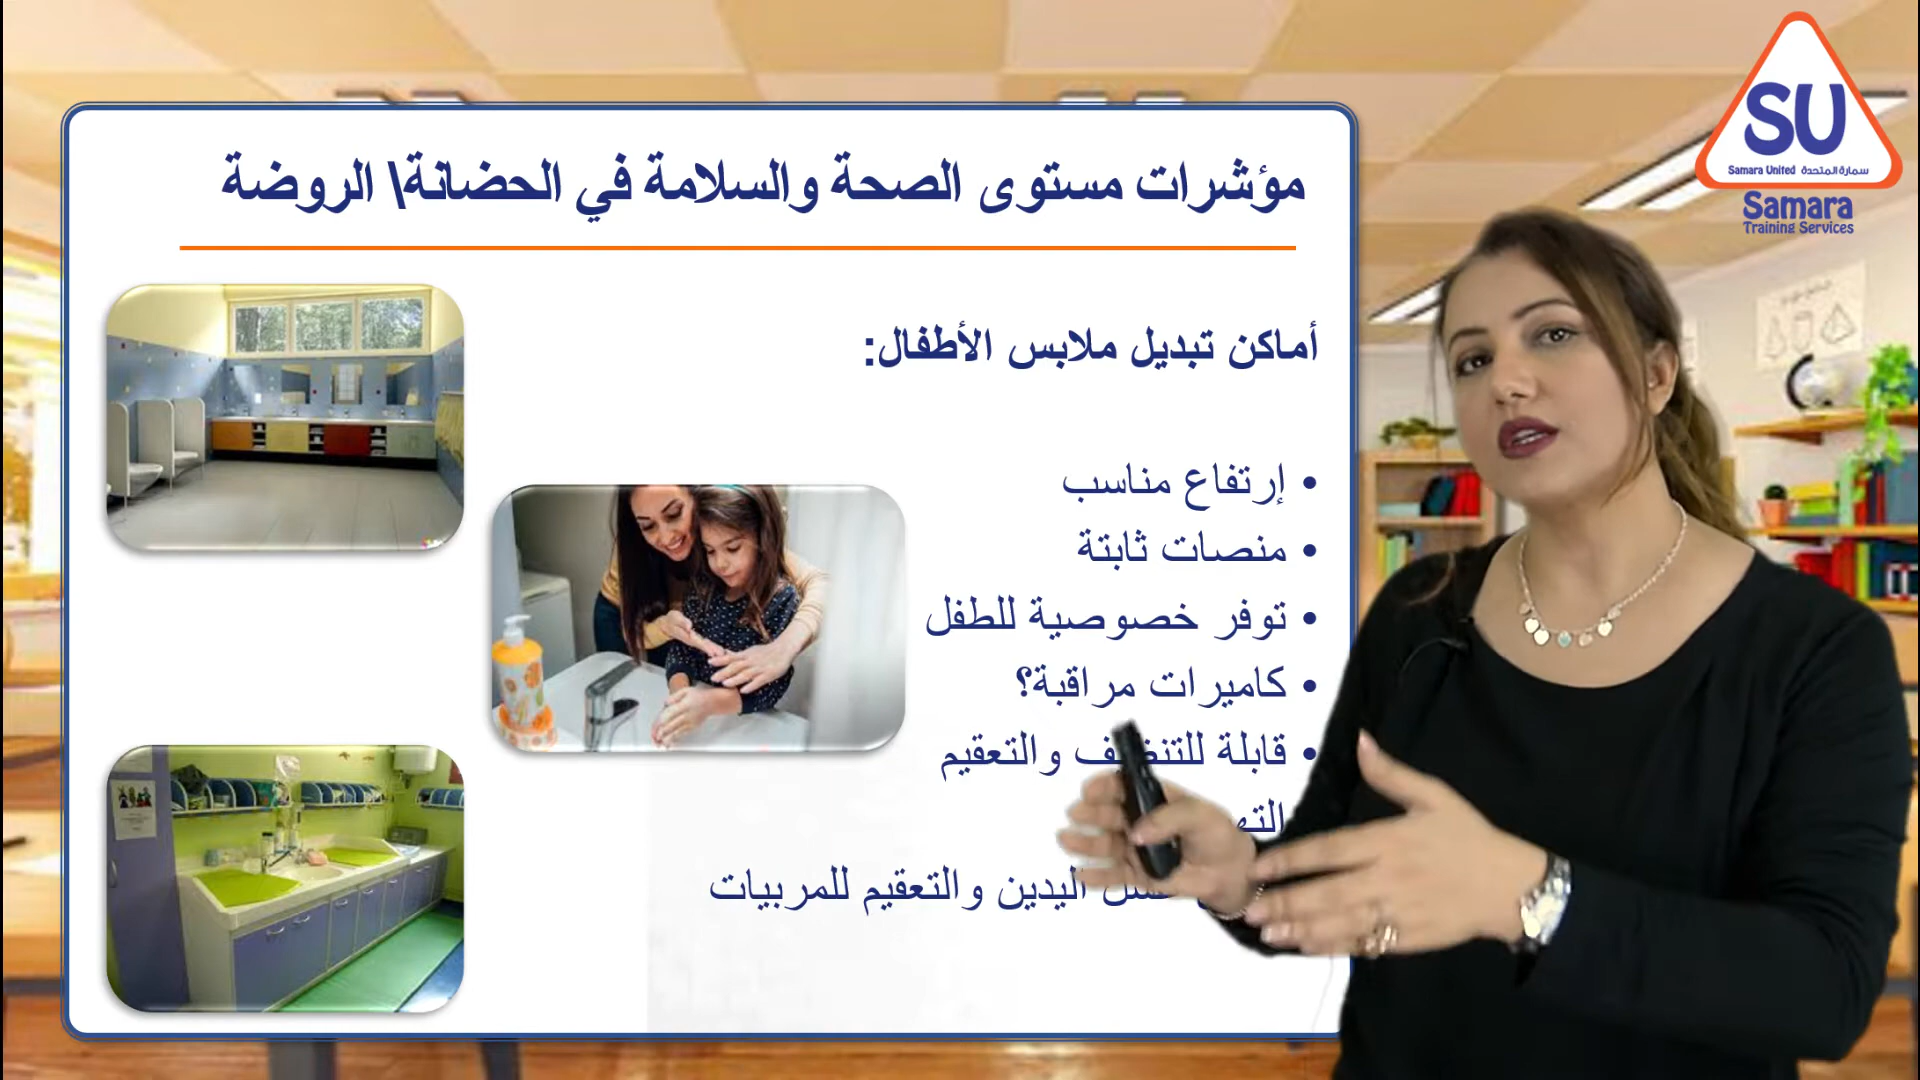 مؤشرات مستوى الصحة والسلامة في الحضانة\ الروضة
أماكن تبديل ملابس الأطفال:
• إرتفاع مناسب
• منصات ثابتة
• توفر خصوصية للطفل
• كاميرات مراقبة؟
• قابلة للتنظيف والتعقيم
اليدين والتعقيم للمربيات
SU
Samara United سمارة المتحدة
Samara
Training Services